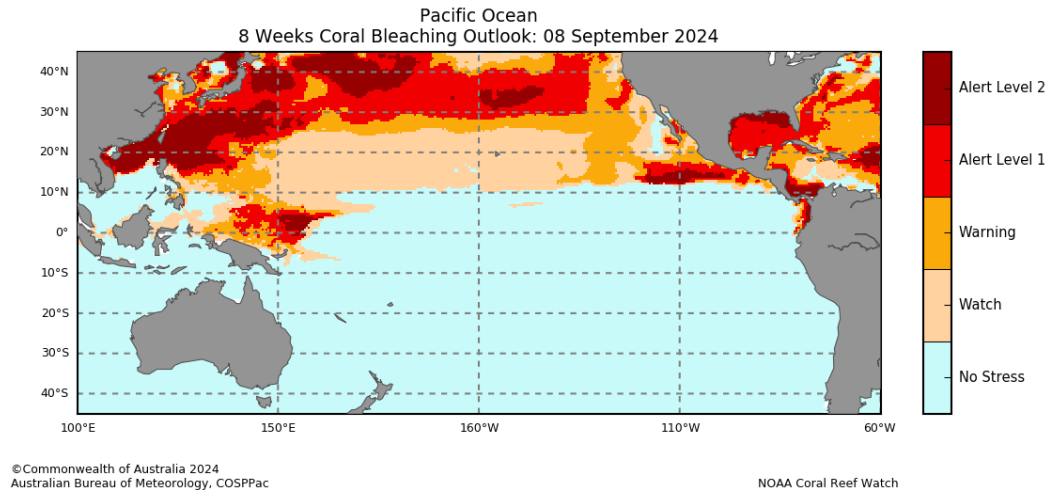 Pacific Ocean
8 Weeks Coral Bleaching Outlook: 08 September 2024
40°N
30°N
20°N
10°N
0°
10°S
20°S
30°S
40°S
100°E
150°E
160°W
110°W
60°W
Alert Level 2
Alert Level 1
Warning
Watch
No Stress
©Commonwealth of Australia 2024
Australian Bureau of Meteorology, COSPPac
NOAA Coral Reef Watch